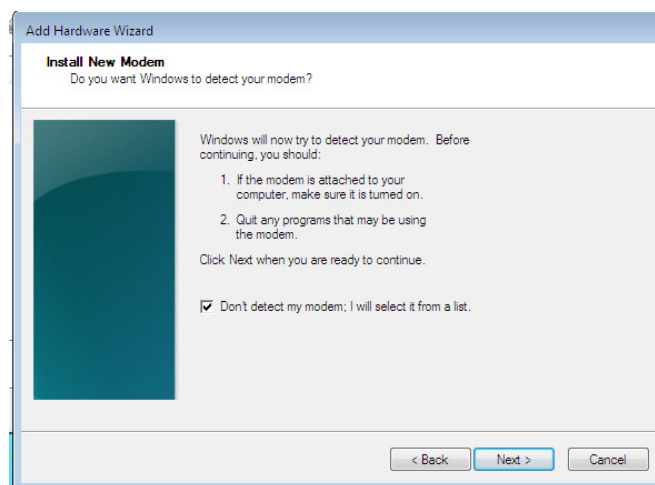 Add Hardware Wizard
Install New Modem
Do you want Windows to detect your modem?
Windows will now try to detect your modem. Before
continuing, you should:
1. If the modem is attached to your
computer, make sure it is turned on.
2. Quit any programs that may be using
the modem.
Click Next when you are ready to continue.
Don't detect my modem; I will select it from a list.
< Back Next > Cancel